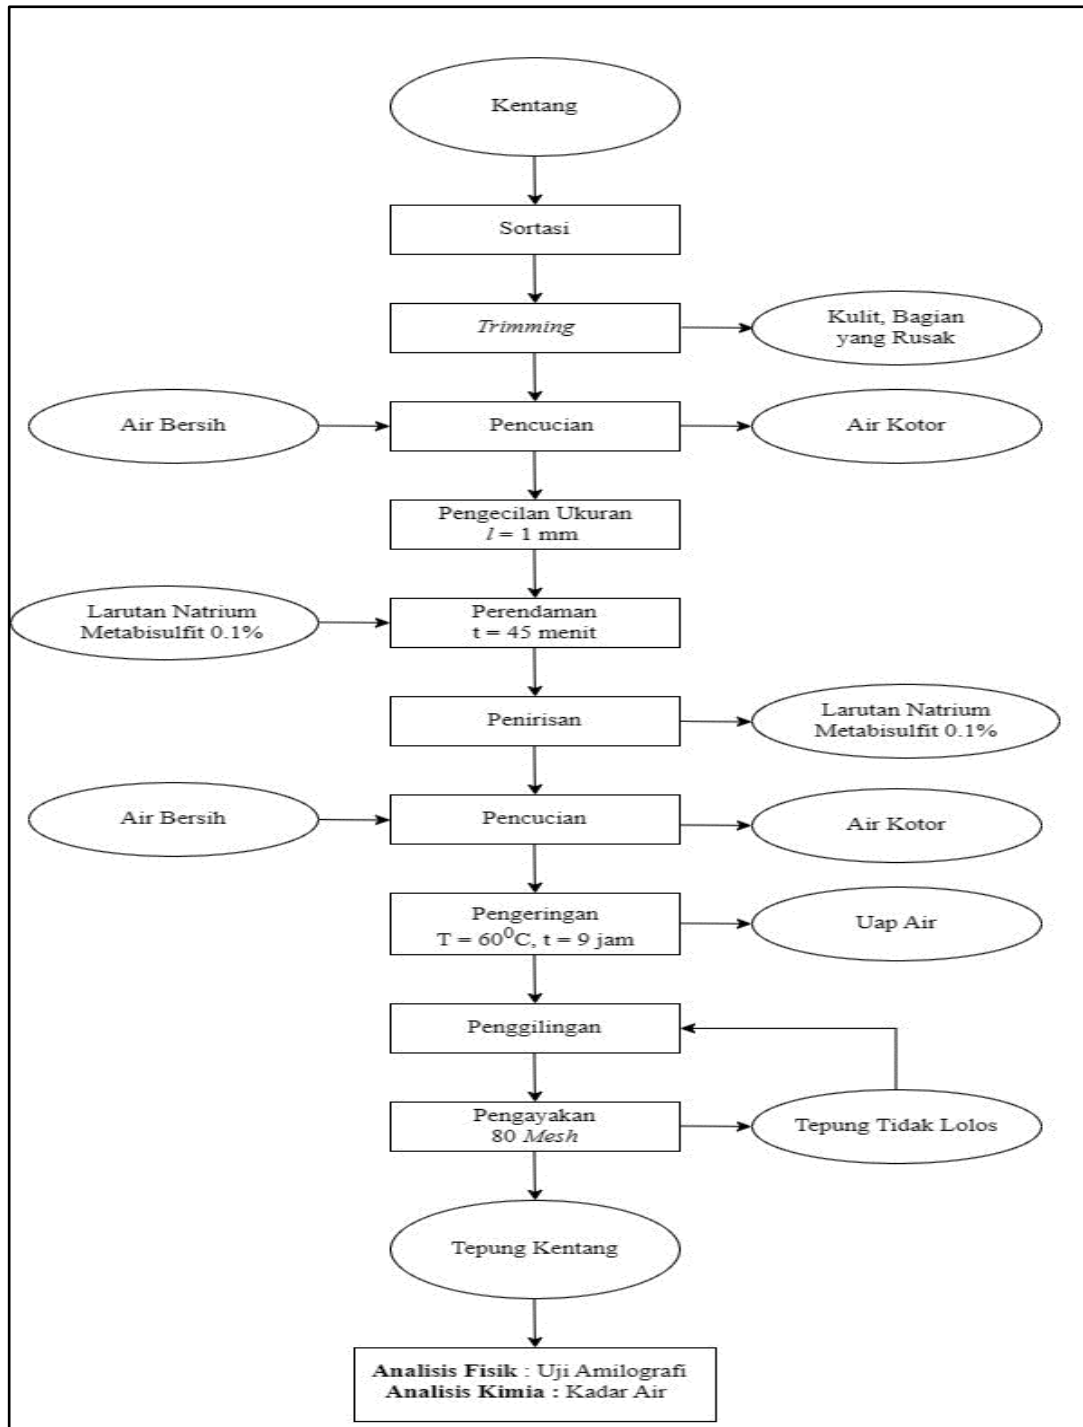 Kentang
Sortasi
Trimming
Kulit, Bagian
yang Rusak
Air Bersih
Pencucian
Air Kotor
Pengecilan Ukuran
l = 1 mm
Larutan Natrium
Metabisulfit 0.1%
Perendaman
t = 45 menit
Penirisan
Larutan Natrium
Metabisulfit 0.1%
Air Bersih
Pencucian
Air Kotor
Pengeringan
T = 60⁰C, t = 9 jam
Uap Air
Penggilingan
Pengayakan
80 Mesh
Tepung Tidak Lolos
Tepung Kentang
Analisis Fisik : Uji Amilografi
Analisis Kimia : Kadar Air